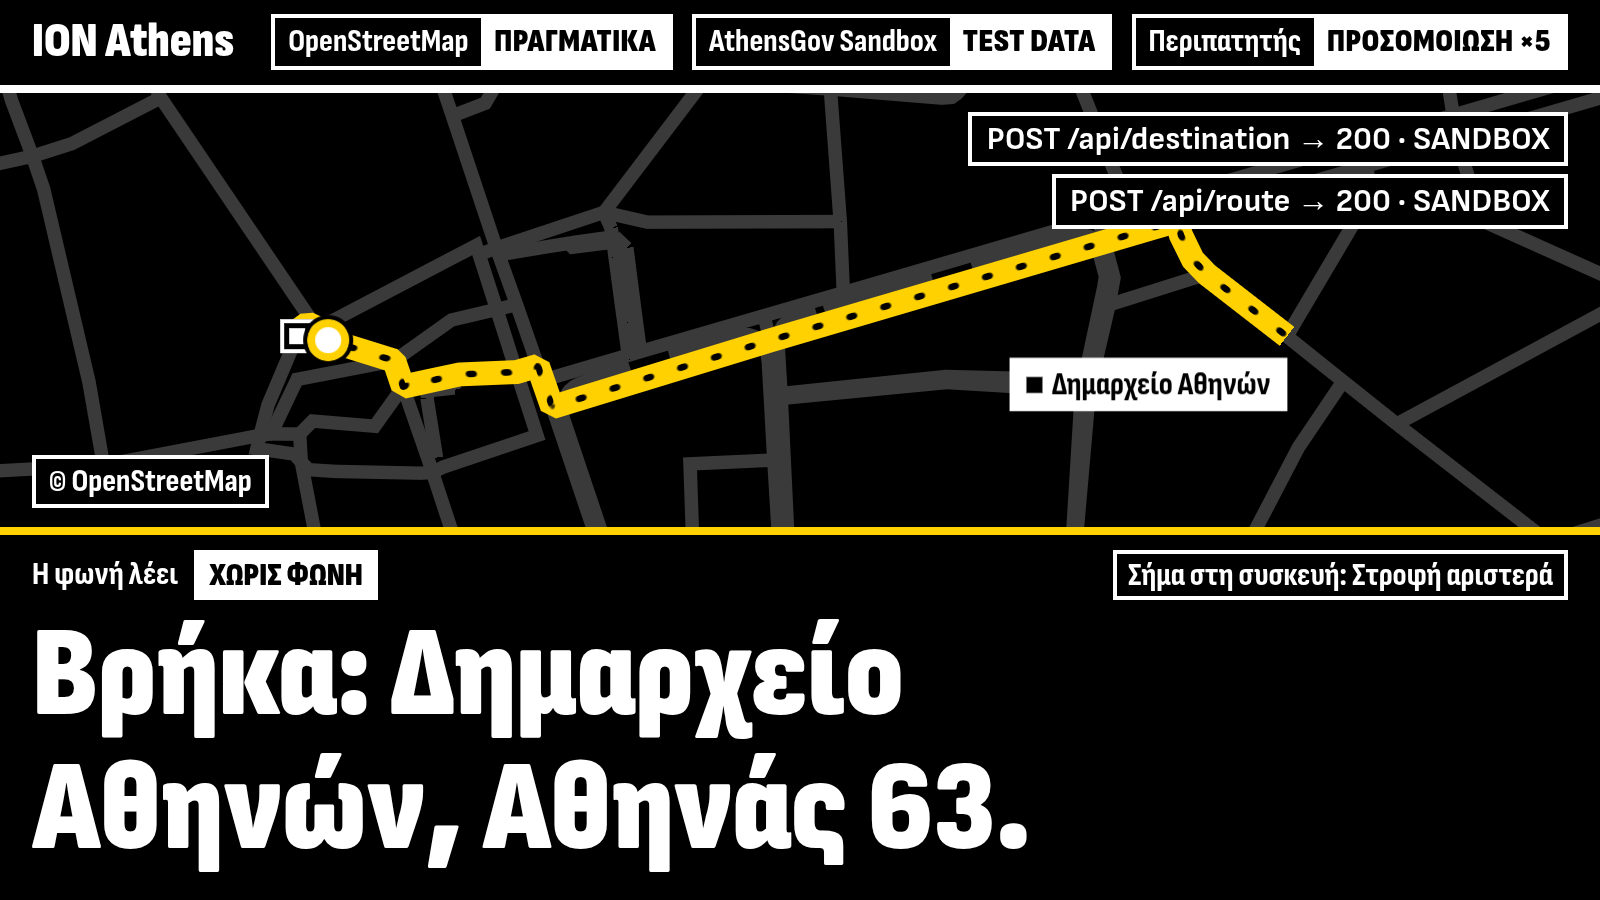 ION Athens
OpenStreetMap ΠΡΑΓΜΑΤΙΚΑ
AthensGov Sandbox TEST DATA
Περιπατητής ΠΡΟΣΟΜΟΙΩΣΗ ×5
POST /api/destination → 200 · SANDBOX
POST /api/route → 200 · SANDBOX
Δημαρχείο Αθηνών
© OpenStreetMap
Η φωνή λέει ΧΩΡΙΣ ΦΩΝΗ
Σήμα στη συσκευή: Στροφή αριστερά
Βρήκα: Δημαρχείο
Αθηνών, Αθηνάς 63.